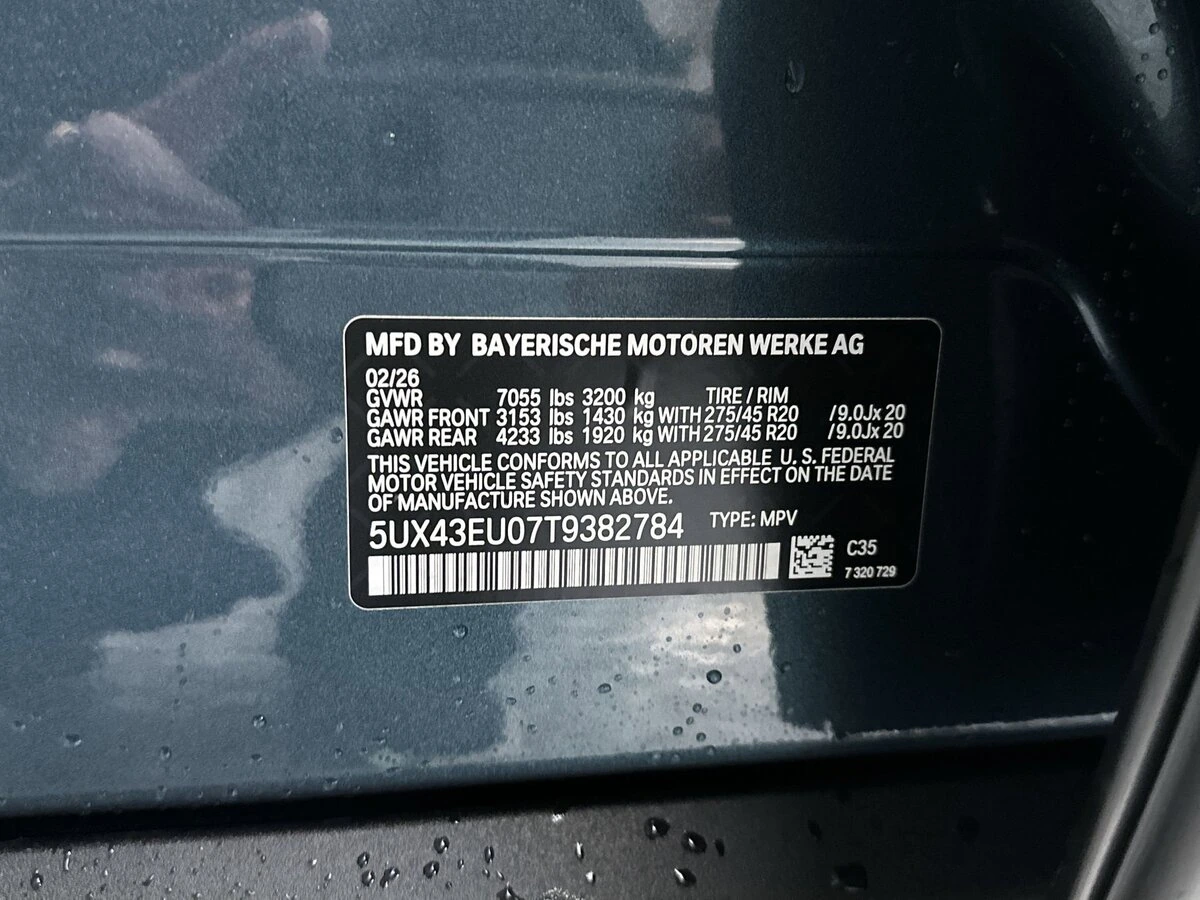 MFD BY BAYERISCHE MOTOREN WERKE AG
02/26
GVWR 7055 lbs 3200 kg TIRE / RIM
GAWR FRONT 3153 lbs 1430 kg WITH 275/45 R20 /9.0Jx 20
GAWR REAR 4233 lbs 1920 kg WITH 275/45 R20 /9.0Jx 20
THIS VEHICLE CONFORMS TO ALL APPLICABLE U. S. FEDERAL
MOTOR VEHICLE SAFETY STANDARDS IN EFFECT ON THE DATE
OF MANUFACTURE SHOWN ABOVE.
5UX43EU07T9382784 TYPE: MPV
C35
7 320 729